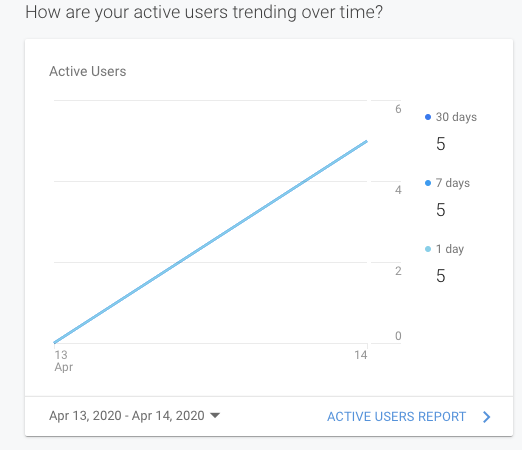 How are your active users trending over time?
Active Users
6
4
2
0
13
Apr
14
30 days
5
7 days
5
1 day
5
Apr 13, 2020 - Apr 14, 2020
ACTIVE USERS REPORT